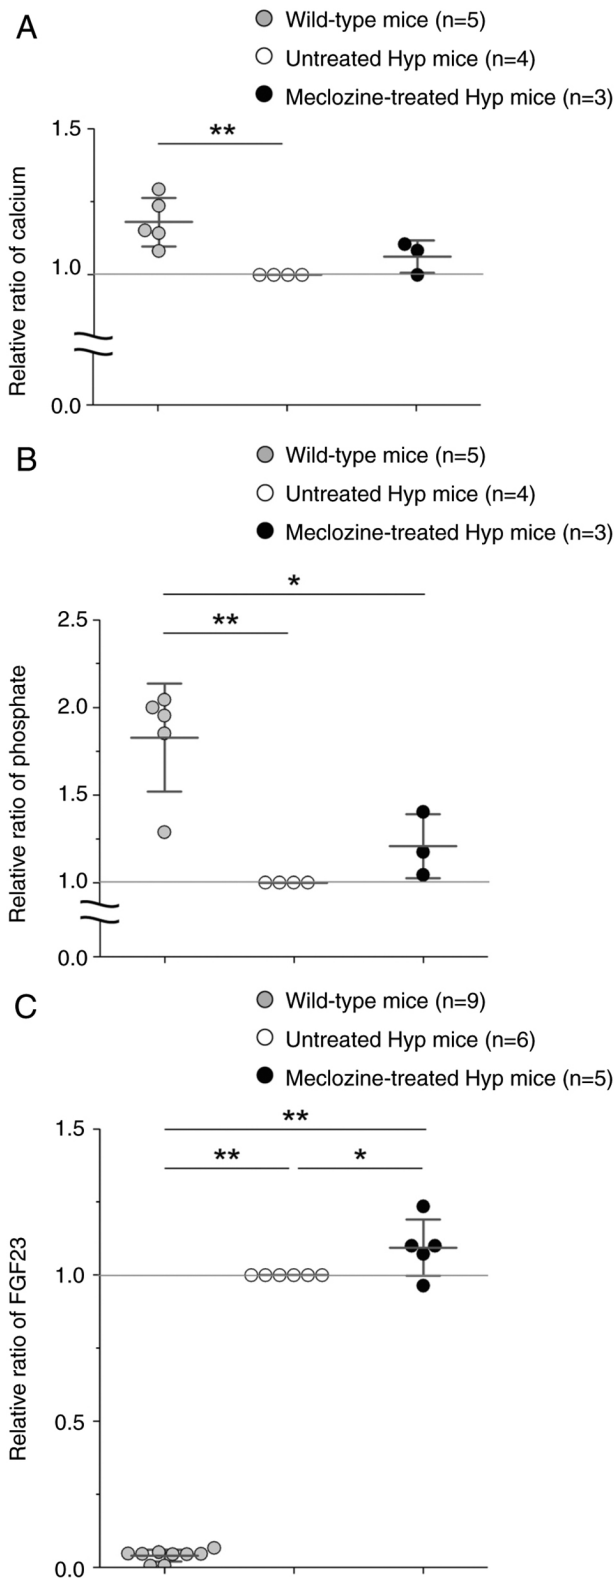 A
Wild-type mice (n=5)
Untreated Hyp mice (n=4)
Meclozine-treated Hyp mice (n=3)
1.5
**
Relative ratio of calcium
1.0
0.0
B
Wild-type mice (n=5)
Untreated Hyp mice (n=4)
Meclozine-treated Hyp mice (n=3)
*
2.5
**
Relative ratio of phosphate
2.0
1.5
1.0
0.0
C
Wild-type mice (n=9)
Untreated Hyp mice (n=6)
Meclozine-treated Hyp mice (n=5)
1.5
**
** *
Relative ratio of FGF23
1.0
0.5
0.0